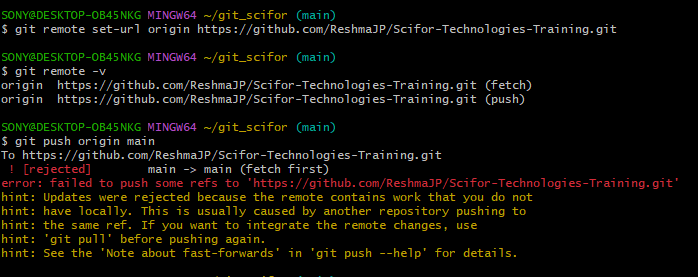 SONY@DESKTOP-OB45NKG MINGW64 ~/git_scifor (main)
$ git remote set-url origin https://github.com/ReshmaJP/Scifor-Technologies-Training.git
SONY@DESKTOP-OB45NKG MINGW64 ~/git_scifor (main)
$ git remote -v
origin  https://github.com/ReshmaJP/Scifor-Technologies-Training.git (fetch)
origin  https://github.com/ReshmaJP/Scifor-Technologies-Training.git (push)
SONY@DESKTOP-OB45NKG MINGW64 ~/git_scifor (main)
$ git push origin main
To https://github.com/ReshmaJP/Scifor-Technologies-Training.git
 ! [rejected]        main -> main (fetch first)
error: failed to push some refs to 'https://github.com/ReshmaJP/Scifor-Technologies-Training.git'
hint: Updates were rejected because the remote contains work that you do not
hint: have locally. This is usually caused by another repository pushing to
hint: the same ref. If you want to integrate the remote changes, use
hint: 'git pull' before pushing again.
hint: See the 'Note about fast-forwards' in 'git push --help' for details.